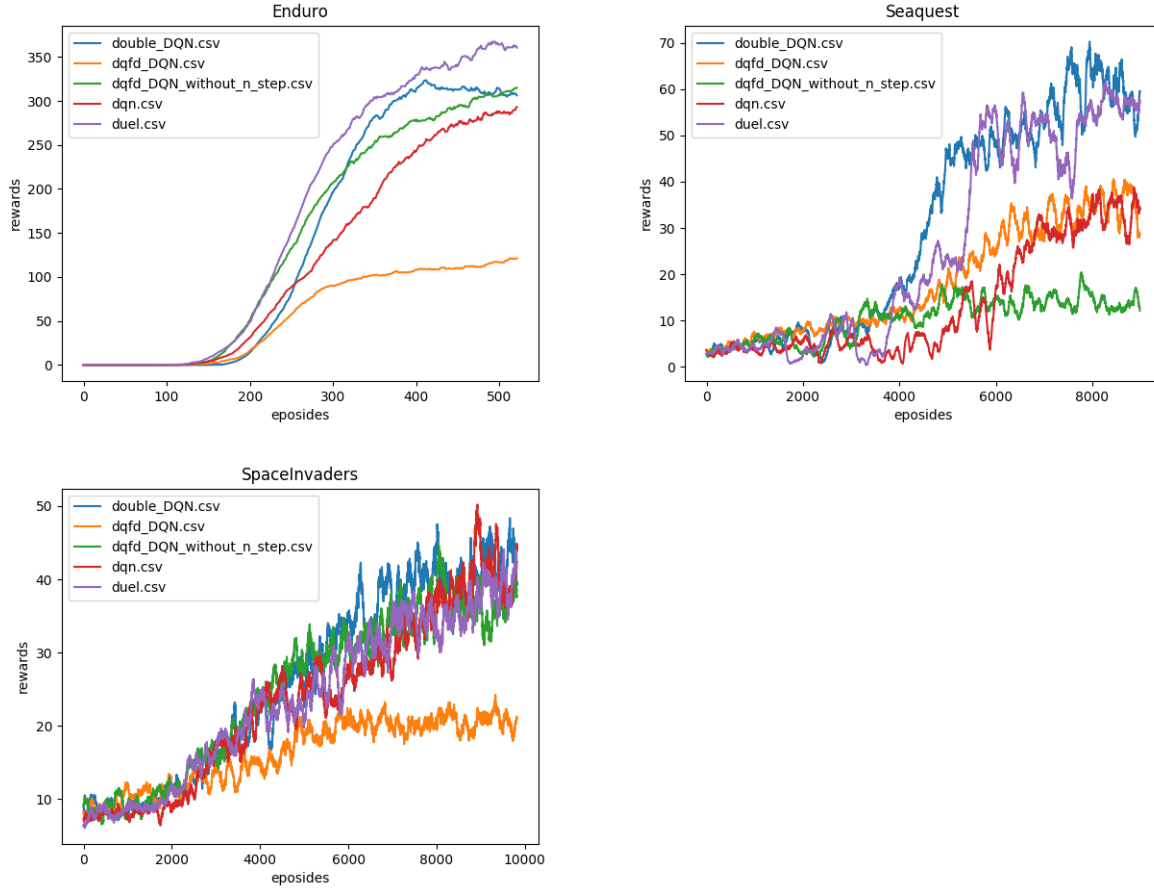 Enduro
350
300
250
200
150
100
50
0
rewards
double_DQN.csv
dqfd_DQN.csv
dqfd_DQN_without_n_step.csv
dqn.csv
duel.csv
0 100 200 300 400 500
eposides
Seaquest
70
60
50
40
30
20
10
0
rewards
double_DQN.csv
dqfd_DQN.csv
dqfd_DQN_without_n_step.csv
dqn.csv
duel.csv
0 2000 4000 6000 8000
eposides
SpaceInvaders
50
40
30
20
10
rewards
double_DQN.csv
dqfd_DQN.csv
dqfd_DQN_without_n_step.csv
dqn.csv
duel.csv
0 2000 4000 6000 8000 10000
eposides